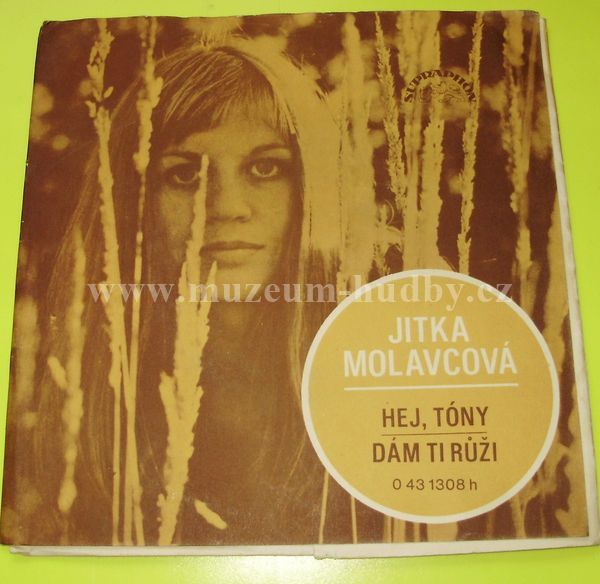 SUPRAPHON
www.muzeum-hudby.cz
JITKA
MOLAVCOVÁ
HEJ, TÓNY
DÁM TI RŮŽI
0 43 1308 h